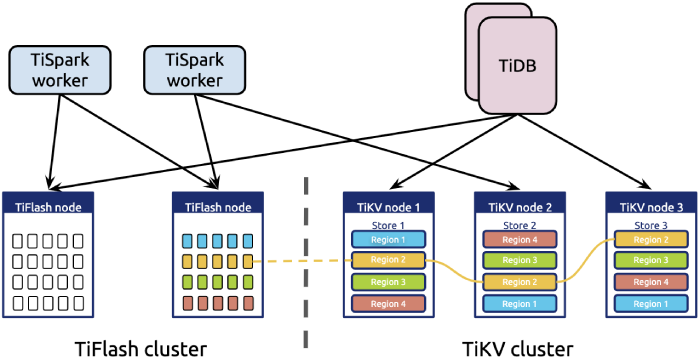 TiSpark
worker
TiSpark
worker
TiDB
TiFlash node
TiFlash node
TiKV node 1
Store 1
Region 1
Region 2
Region 3
Region 4
TiKV node 2
Store 2
Region 4
Region 3
Region 2
Region 1
TiKV node 3
Store 3
Region 2
Region 3
Region 4
Region 1
TiFlash cluster
TiKV cluster